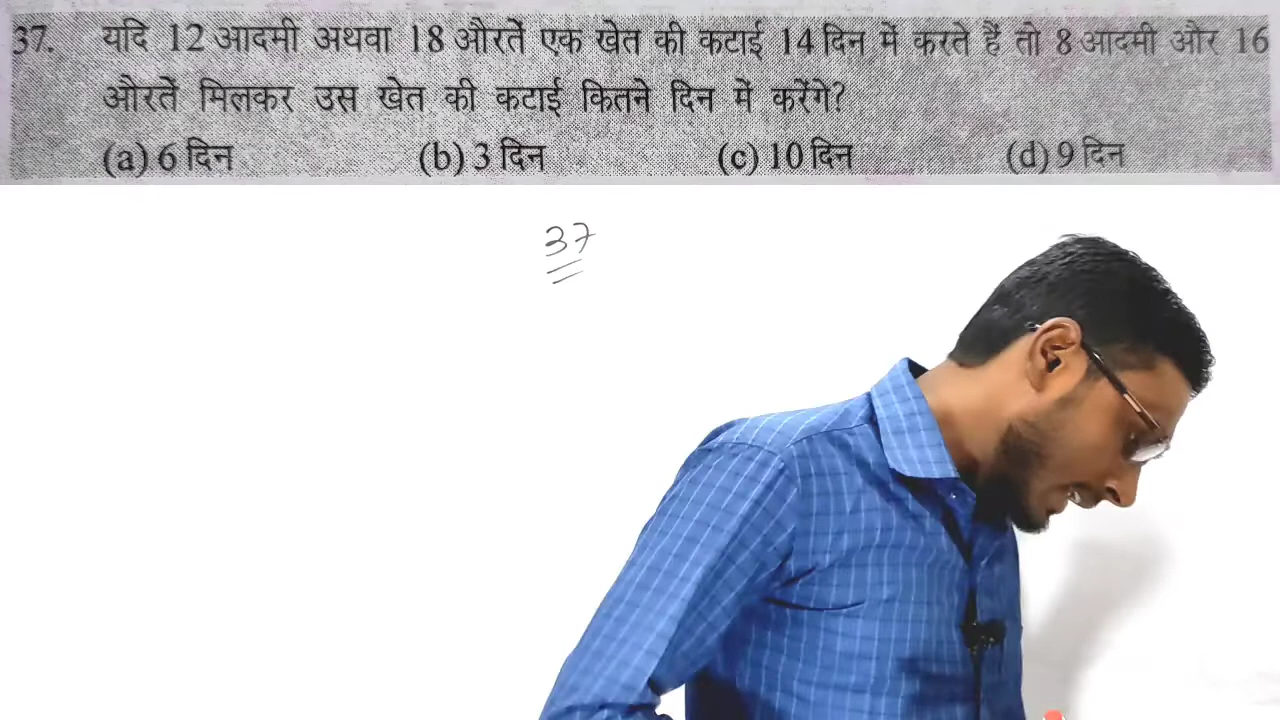 37. यदि 12 आदमी अथवा 18 औरतें एक खेत की कटाई 14 दिन में करते हैं तो 8 आदमी और 16
औरतें मिलकर उस खेत की कटाई कितने दिन में करेंगे?
(a) 6 दिन (b) 3 दिन (c) 10 दिन (d) 9 दिन
37